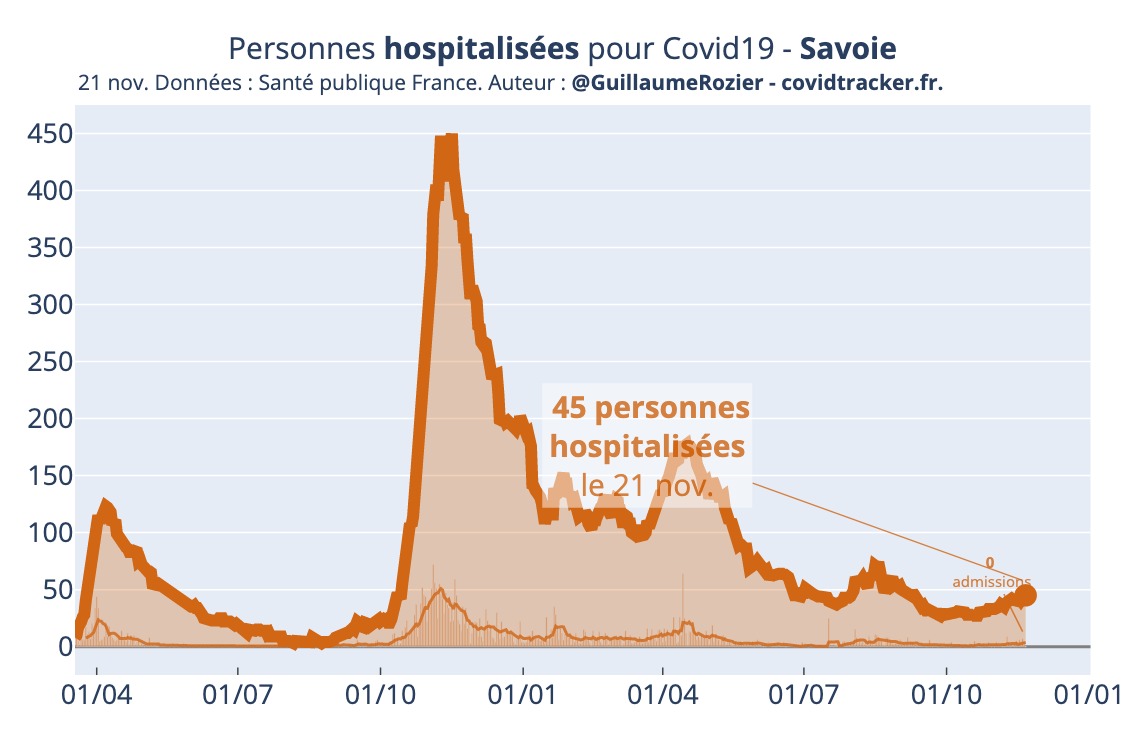 Personnes hospitalisées pour Covid19 - Savoie
21 nov. Données : Santé publique France. Auteur : @GuillaumeRozier - covidtracker.fr.
450
400
350
300
250
200
150
100
50
0
45 personnes
hospitalisées
le 21 nov.
0
admissions
01/04 01/07 01/10 01/01 01/04 01/07 01/10 01/01